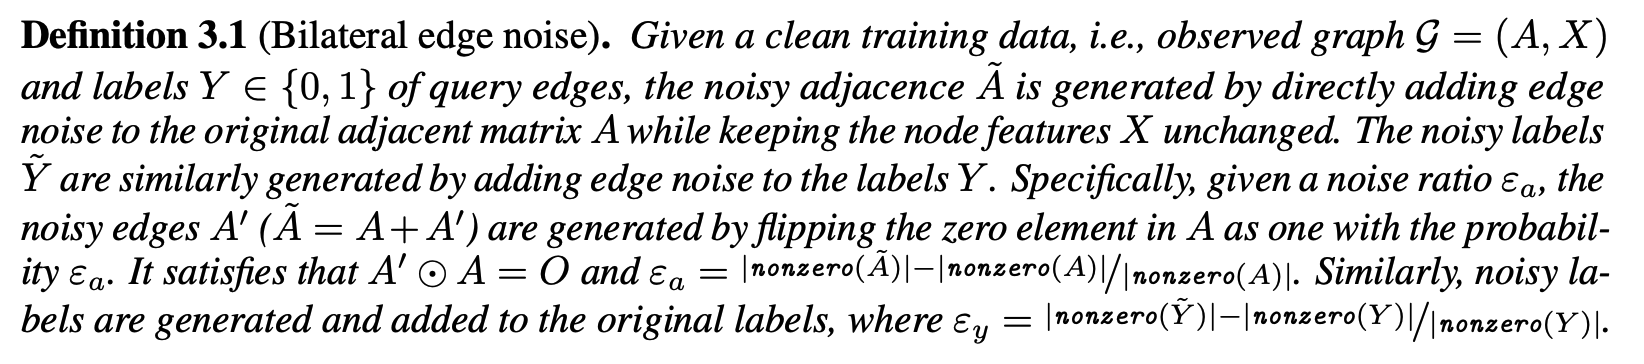 Definition 3.1 (Bilateral edge noise). Given a clean training data, i.e., observed graph 𝒢 = (A, X)
and labels Y ∈ {0, 1} of query edges, the noisy adjacence Ã is generated by directly adding edge
noise to the original adjacent matrix A while keeping the node features X unchanged. The noisy labels
Ỹ are similarly generated by adding edge noise to the labels Y. Specifically, given a noise ratio εₐ, the
noisy edges A′ (Ã = A+A′) are generated by flipping the zero element in A as one with the probabil-
ity εₐ. It satisfies that A′ ⊙ A = O and εₐ = |nonzero(Ã)|−|nonzero(A)|/|nonzero(A)|. Similarly, noisy la-
bels are generated and added to the original labels, where ε_y = |nonzero(Ỹ)|−|nonzero(Y)|/|nonzero(Y)|.